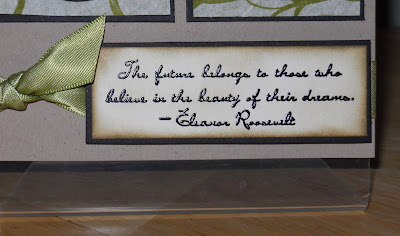 The future belongs to those who
believe in the beauty of their dreams.
—Eleanor Roosevelt